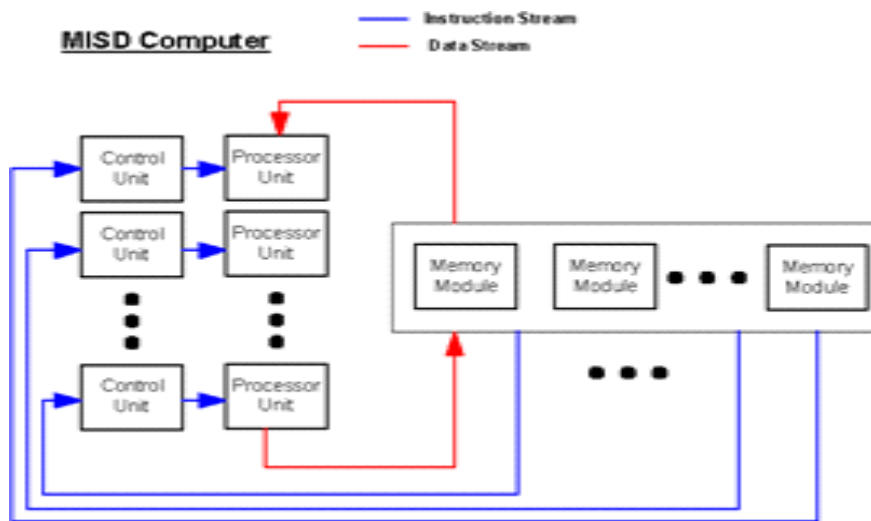 MISD Computer
Instruction Stream
Data Stream
Control
Unit
Processor
Unit
Control
Unit
Processor
Unit
Memory
Module
Memory
Module
Memory
Module
Control
Unit
Processor
Unit